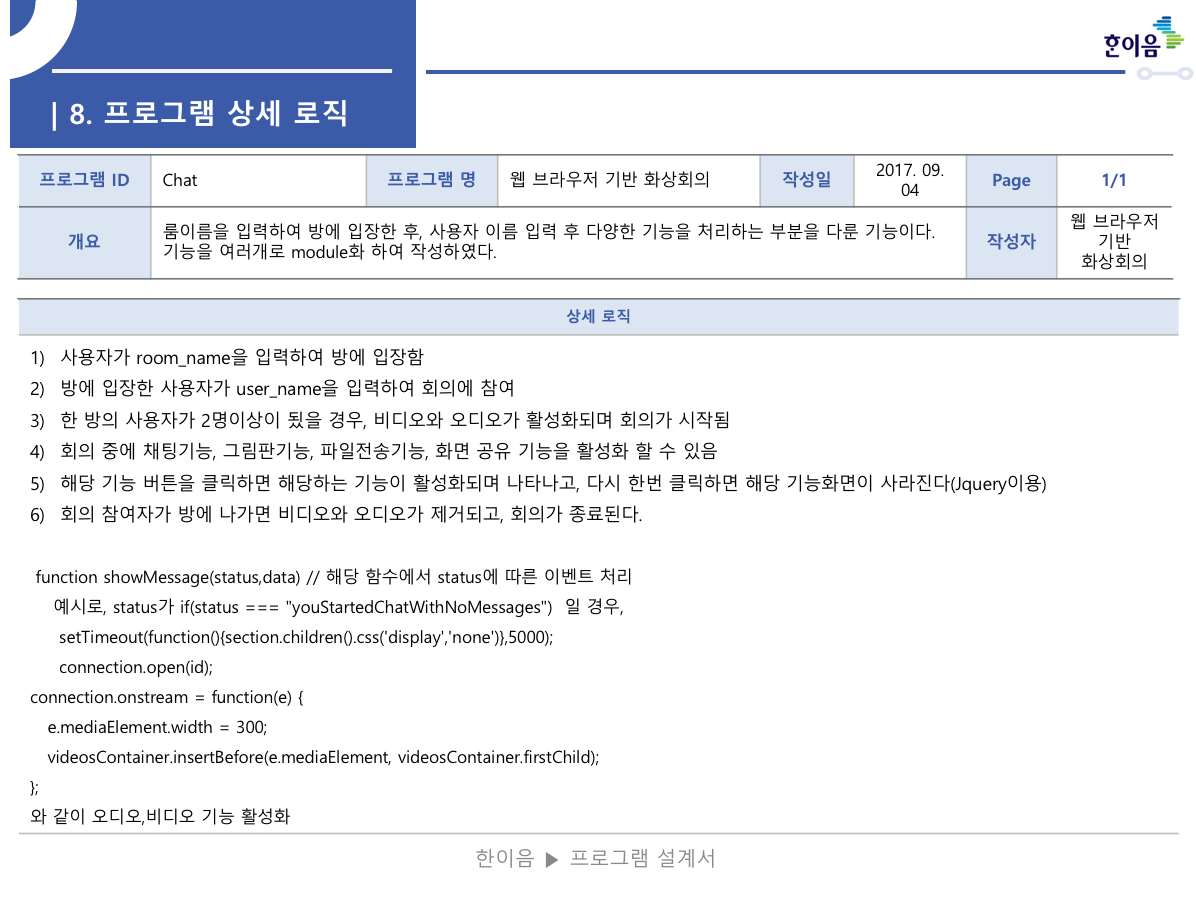 한이음
| 8. 프로그램 상세 로직
프로그램 ID
Chat
프로그램 명
웹 브라우저 기반 화상회의
작성일
2017. 09.
04
Page
1/1
개요
룸이름을 입력하여 방에 입장한 후, 사용자 이름 입력 후 다양한 기능을 처리하는 부분을 다룬 기능이다.
기능을 여러개로 module화 하여 작성하였다.
작성자
웹 브라우저
기반
화상회의
상세 로직
1) 사용자가 room_name을 입력하여 방에 입장함
2) 방에 입장한 사용자가 user_name을 입력하여 회의에 참여
3) 한 방의 사용자가 2명이상이 됬을 경우, 비디오와 오디오가 활성화되며 회의가 시작됨
4) 회의 중에 채팅기능, 그림판기능, 파일전송기능, 화면 공유 기능을 활성화 할 수 있음
5) 해당 기능 버튼을 클릭하면 해당하는 기능이 활성화되며 나타나고, 다시 한번 클릭하면 해당 기능화면이 사라진다(Jquery이용)
6) 회의 참여자가 방에 나가면 비디오와 오디오가 제거되고, 회의가 종료된다.
function showMessage(status,data) // 해당 함수에서 status에 따른 이벤트 처리
예시로, status가 if(status === "youStartedChatWithNoMessages") 일 경우,
setTimeout(function(){section.children().css('display','none')},5000);
connection.open(id);
connection.onstream = function(e) {
e.mediaElement.width = 300;
videosContainer.insertBefore(e.mediaElement, videosContainer.firstChild);
};
와 같이 오디오,비디오 기능 활성화
한이음 ▶ 프로그램 설계서